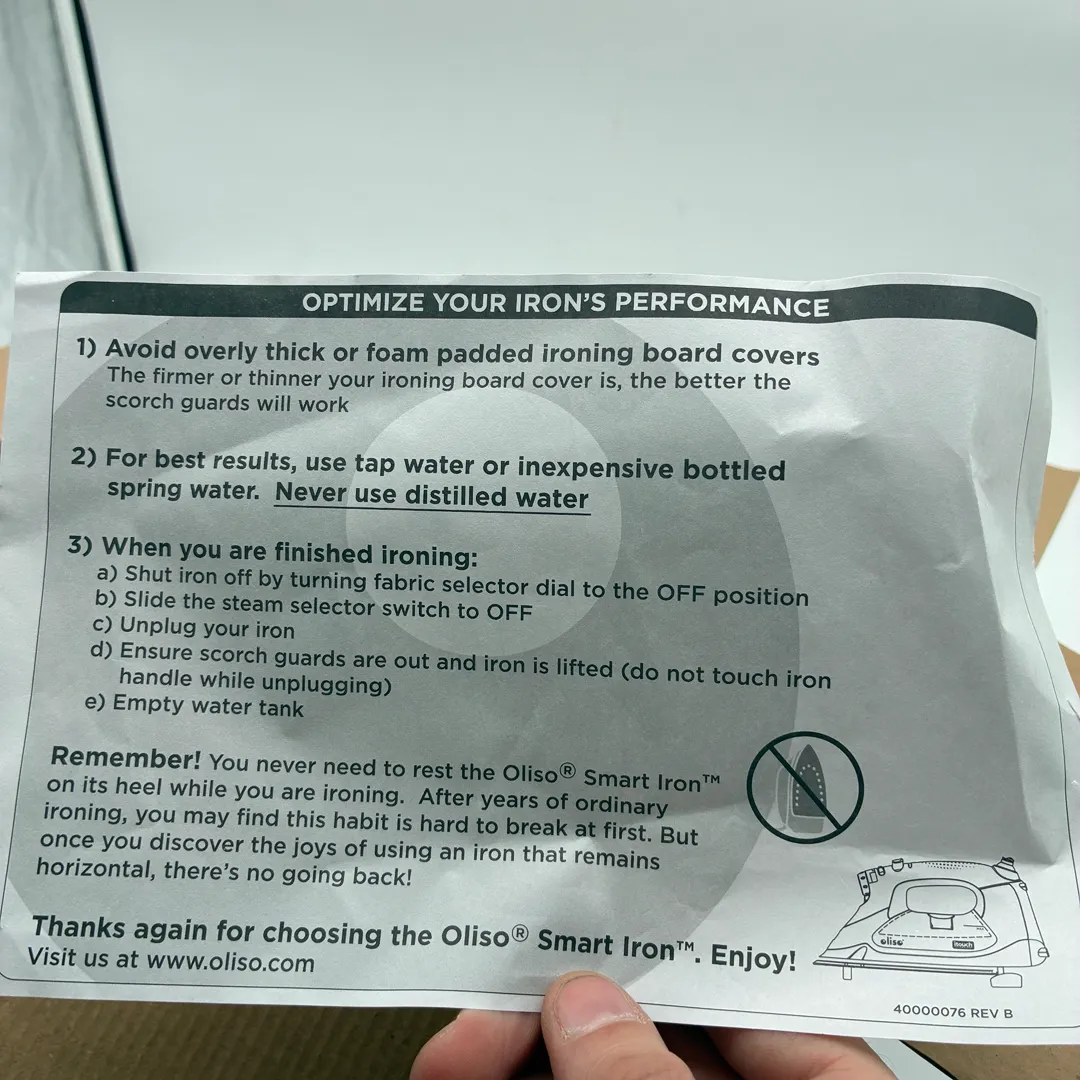 OPTIMIZE YOUR IRON'S PERFORMANCE
1) Avoid overly thick or foam padded ironing board covers
The firmer or thinner your ironing board cover is, the better the
scorch guards will work
2) For best results, use tap water or inexpensive bottled
spring water. Never use distilled water
3) When you are finished ironing:
a) Shut iron off by turning fabric selector dial to the OFF position
b) Slide the steam selector switch to OFF
c) Unplug your iron
d) Ensure scorch guards are out and iron is lifted (do not touch iron
handle while unplugging)
e) Empty water tank
Remember! You never need to rest the Oliso® Smart Iron™
on its heel while you are ironing. After years of ordinary
ironing, you may find this habit is hard to break at first. But
once you discover the joys of using an iron that remains
horizontal, there's no going back!
Thanks again for choosing the Oliso® Smart Iron™. Enjoy!
Visit us at www.oliso.com
oliso
itouch
40000076 REV B